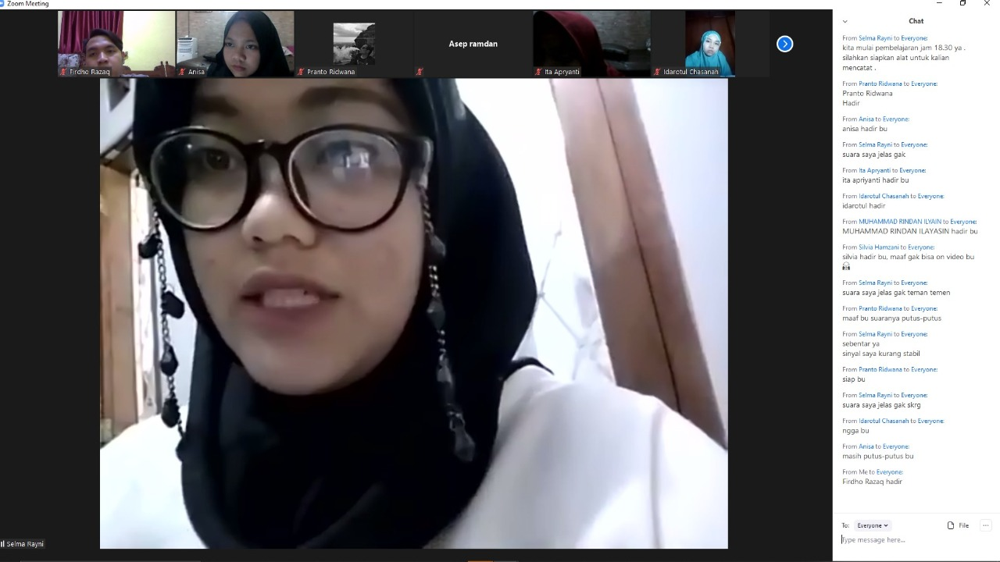 Zoom Meeting
Firdho Razaq
Anisa
Pranto Ridwana
Asep ramdan
Ita Apryanti
Idarotul Chasanah
Selma Rayni
Chat
From Selma Rayni to Everyone:
kita mulai pembelajaran jam 18.30 ya .
silahkan siapkan alat untuk kalian
mencatat .
From Pranto Ridwana to Everyone:
Pranto Ridwana
Hadir
From Anisa to Everyone:
anisa hadir bu
From Selma Rayni to Everyone:
suara saya jelas gak
From Ita Apryanti to Everyone:
ita apriyanti hadir bu
From Idarotul Chasanah to Everyone:
idarotul hadir
From MUHAMMAD RINDAN ILYAIN to Everyone:
MUHAMMAD RINDAN ILAYASIN hadir bu
From Silvia Hamzani to Everyone:
silvia hadir bu, maaf gak bisa on video bu
From Selma Rayni to Everyone:
suara saya jelas gak teman temen
From Pranto Ridwana to Everyone:
maaf bu suaranya putus-putus
From Selma Rayni to Everyone:
sebentar ya
sinyal saya kurang stabil
From Pranto Ridwana to Everyone:
siap bu
From Selma Rayni to Everyone:
suara saya jelas gak skrg
From Idarotul Chasanah to Everyone:
ngga bu
From Anisa to Everyone:
masih putus-putus bu
From Me to Everyone:
Firdho Razaq hadir
To: Everyone File
Type message here...